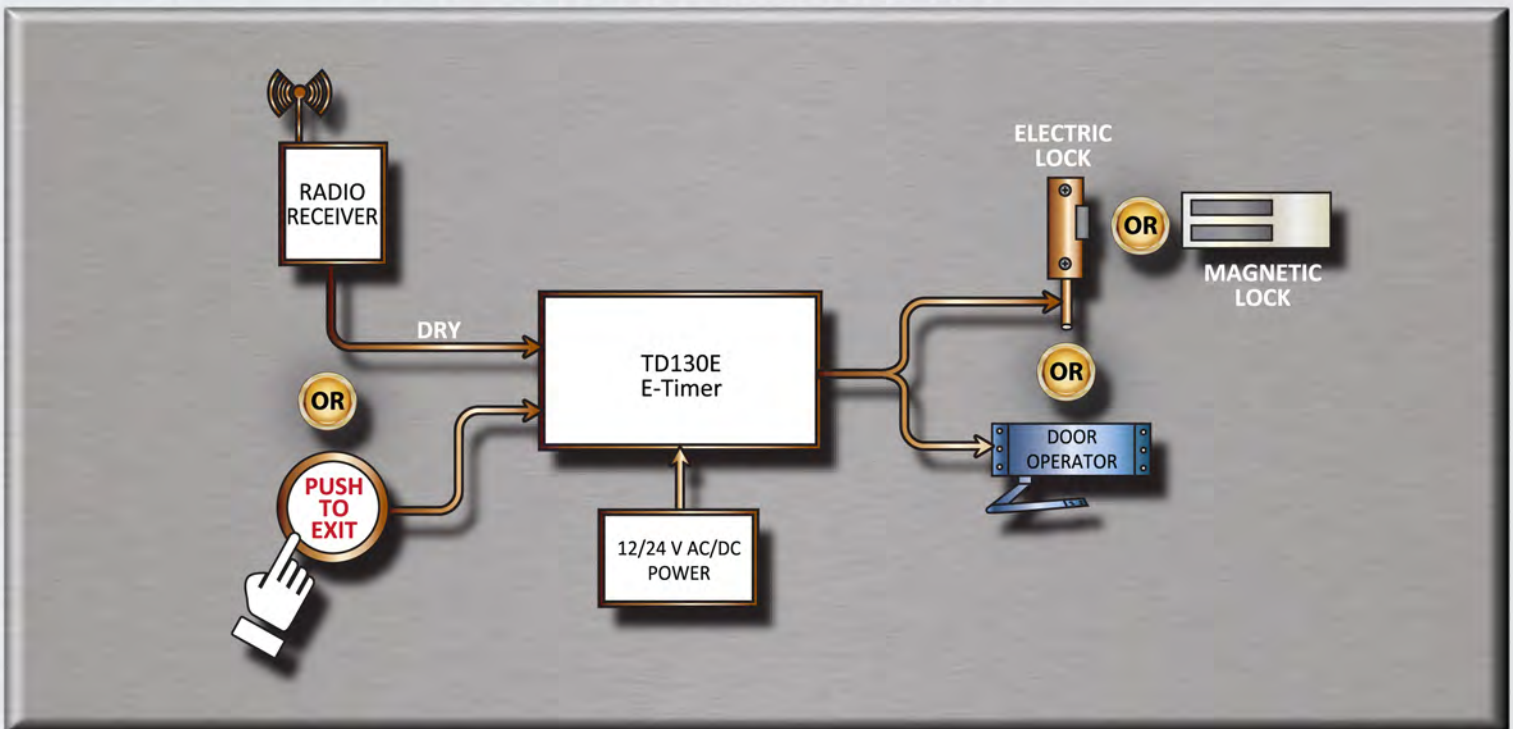 RADIO
RECEIVER
DRY
OR
PUSH
TO
EXIT
TD130E
E-Timer
12/24 V AC/DC
POWER
ELECTRIC
LOCK
OR
MAGNETIC
LOCK
OR
DOOR
OPERATOR